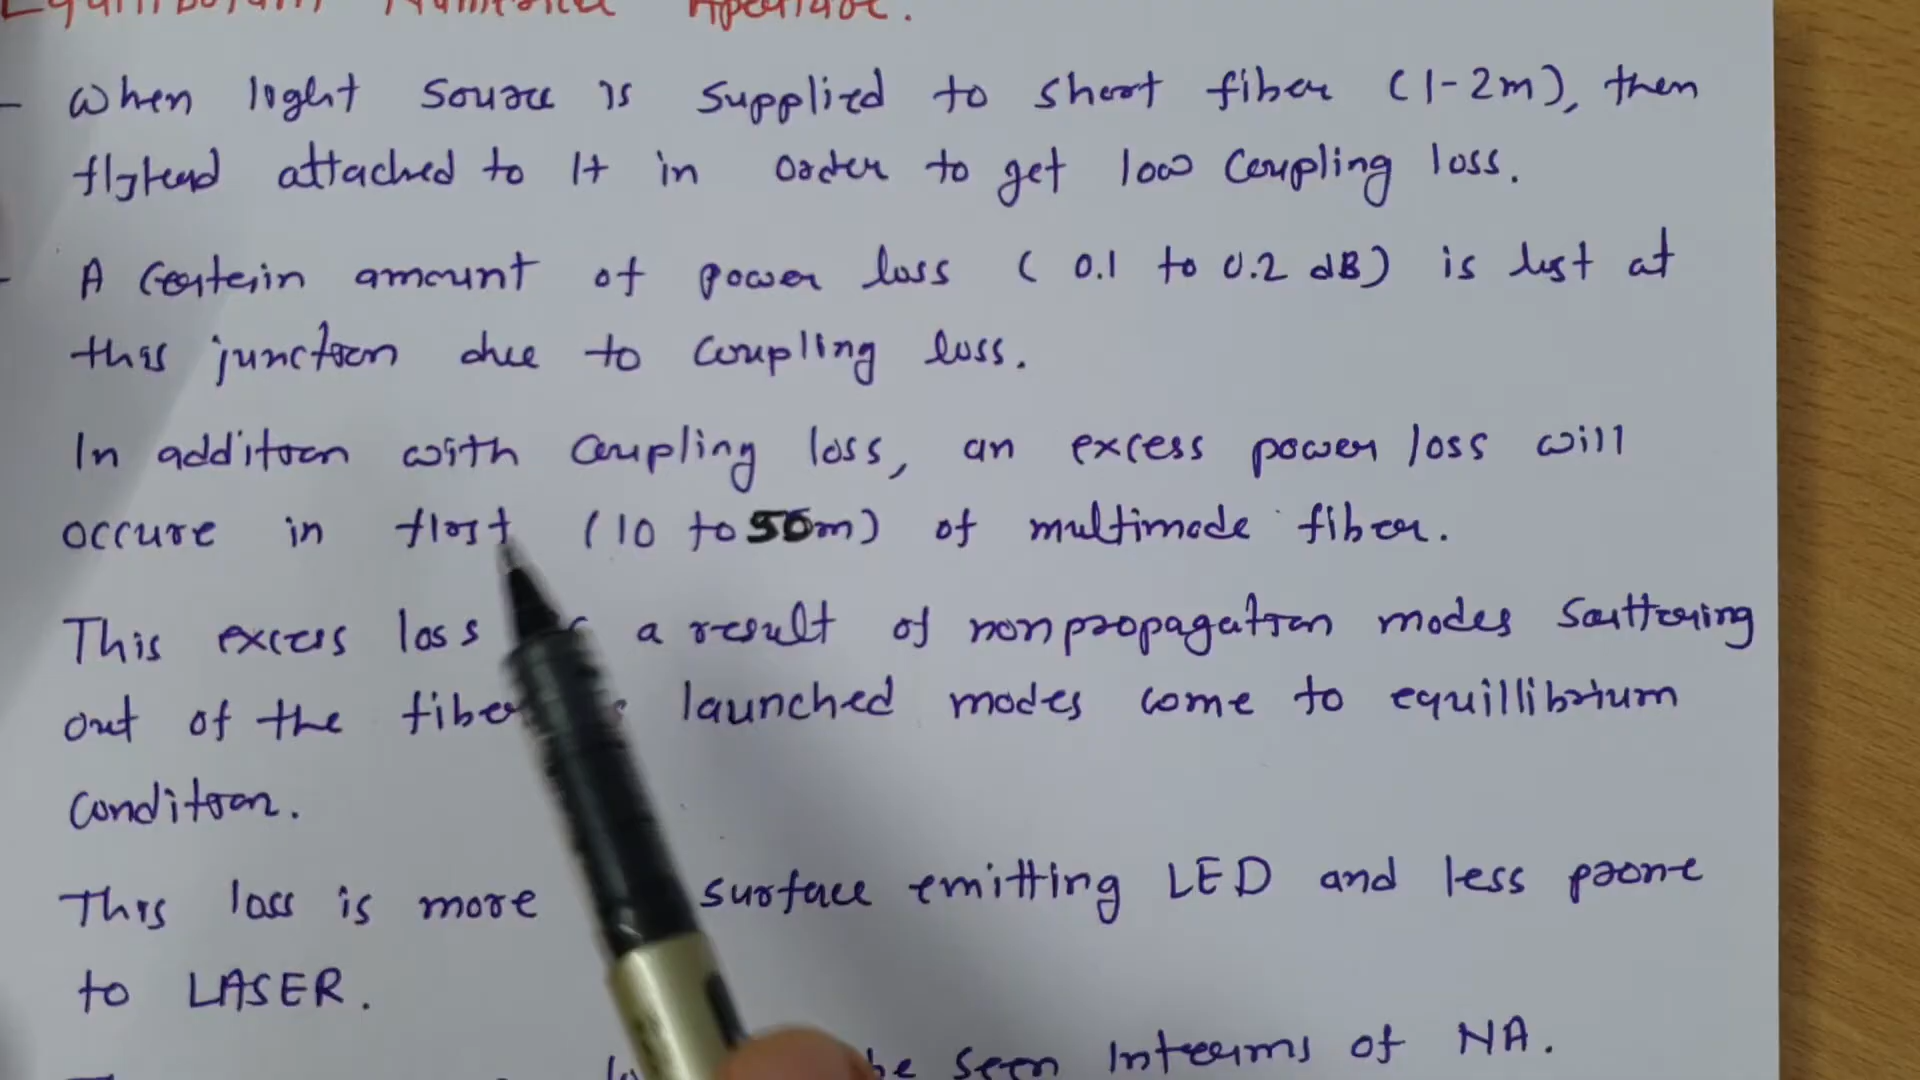 Equilibrium Numerical Aperture.
- When light source is supplied to short fiber (1-2m), then
flylead attached to It in order to get low coupling loss.
- A certein amount of power loss (0.1 to 0.2 dB) is lost at
this junction due to coupling loss.
In addition with coupling loss, an excess power loss will
occure in first (10 to 50m) of multimode fiber.
This excess loss a result of nonpropagation modes scattering
out of the fiber launched modes come to equillibrium
condition.
This loss is more surface emitting LED and less prone
to LASER.
be seen Interms of NA.